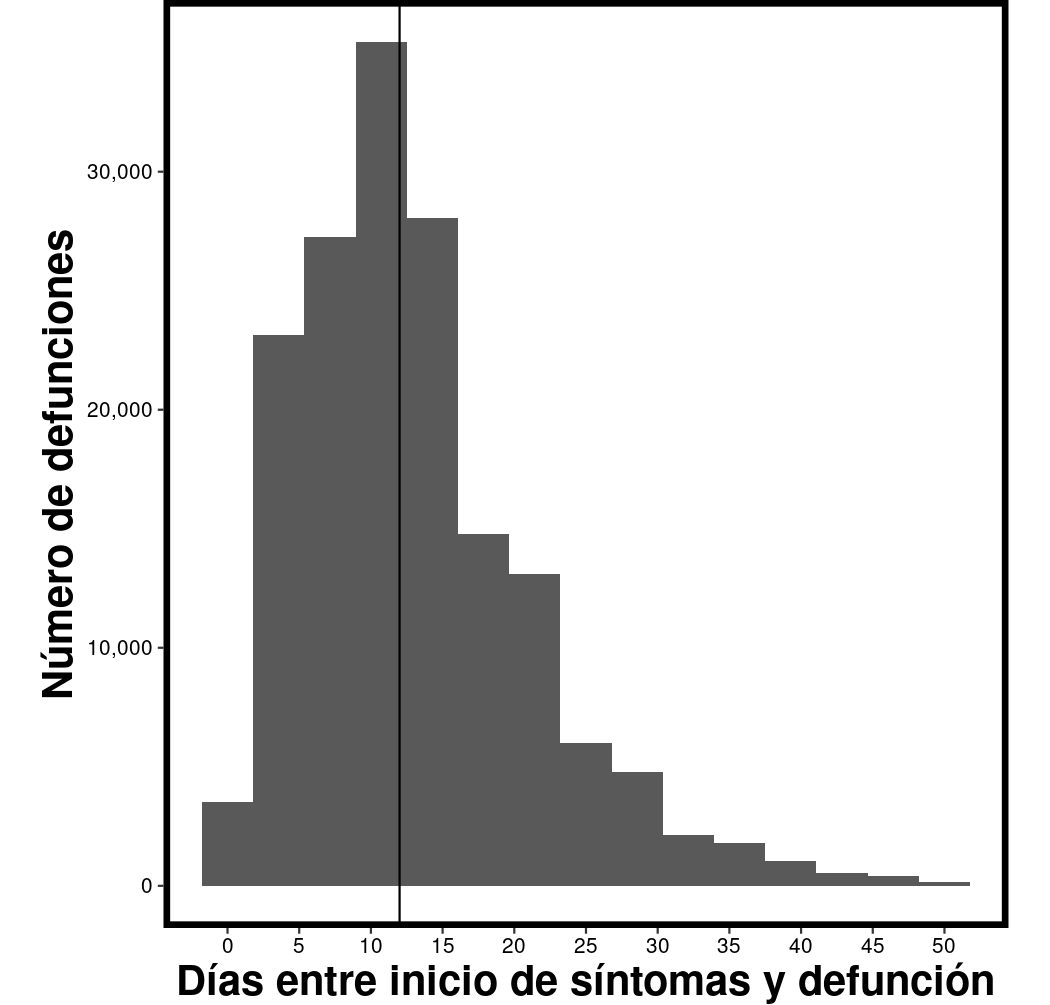 Número de defunciones
30,000
20,000
10,000
0
0 5 10 15 20 25 30 35 40 45 50
Días entre inicio de síntomas y defunción